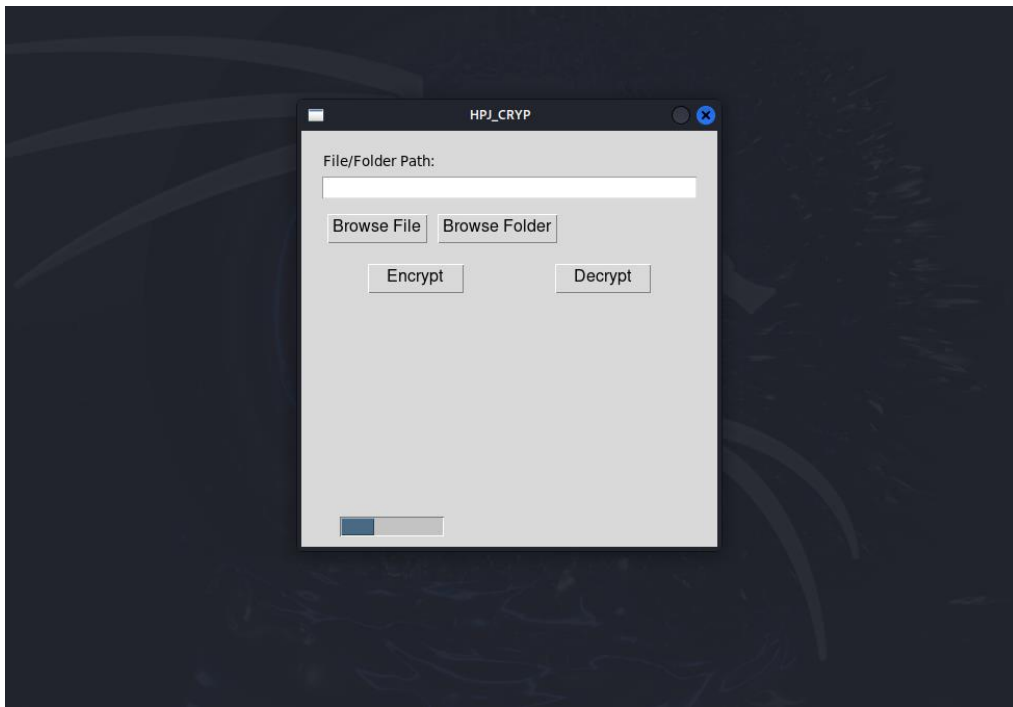 HPJ_CRYP
File/Folder Path:
Browse File Browse Folder
Encrypt Decrypt